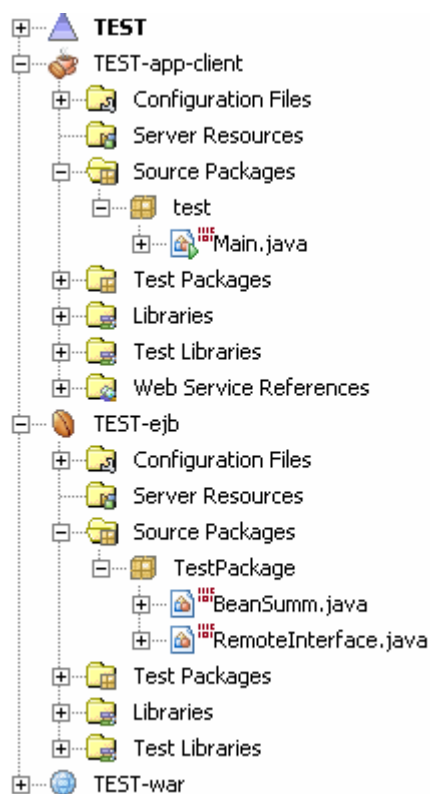 TEST
TEST-app-client
Configuration Files
Server Resources
Source Packages
test
Main.java
Test Packages
Libraries
Test Libraries
Web Service References
TEST-ejb
Configuration Files
Server Resources
Source Packages
TestPackage
BeanSumm.java
RemoteInterface.java
Test Packages
Libraries
Test Libraries
TEST-war